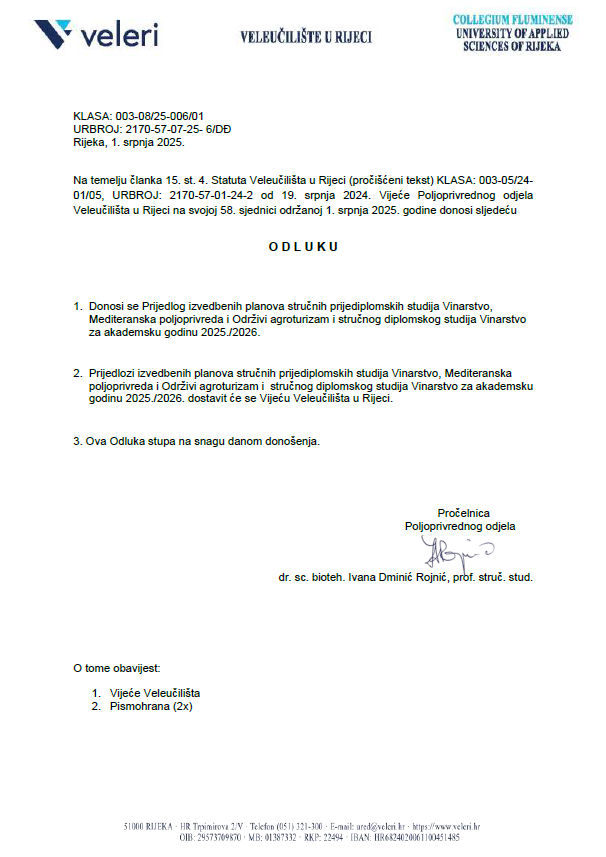 veleri
VELEUČILIŠTE U RIJECI
COLLEGIUM FLUMINENSE
UNIVERSITY OF APPLIED
SCIENCES OF RIJEKA
KLASA: 003-08/25-006/01
URBROJ: 2170-57-07-25- 6/DĐ
Rijeka, 1. srpnja 2025.
Na temelju članka 15. st. 4. Statuta Veleučilišta u Rijeci (pročišćeni tekst) KLASA: 003-05/24-
01/05, URBROJ: 2170-57-01-24-2 od 19. srpnja 2024. Vijeće Poljoprivrednog odjela
Veleučilišta u Rijeci na svojoj 58. sjednici održanoj 1. srpnja 2025. godine donosi sljedeću
O D L U K U
1. Donosi se Prijedlog izvedbenih planova stručnih prijediplomskih studija Vinarstvo,
Mediteranska poljoprivreda i Održivi agroturizam i stručnog diplomskog studija Vinarstvo
za akademsku godinu 2025./2026.
2. Prijedlozi izvedbenih planova stručnih prijediplomskih studija Vinarstvo, Mediteranska
poljoprivreda i Održivi agroturizam i stručnog diplomskog studija Vinarstvo za akademsku
godinu 2025./2026. dostavit će se Vijeću Veleučilišta u Rijeci.
3. Ova Odluka stupa na snagu danom donošenja.
Pročelnica
Poljoprivrednog odjela
dr. sc. bioteh. Ivana Dminić Rojnić, prof. struč. stud.
O tome obavijest:
1. Vijeće Veleučilišta
2. Pismohrana (2x)
51000 RIJEKA · HR Trpimirova 2/V · Telefon (051) 321-300 · E-mail: ured@veleri.hr · https://www.veleri.hr
OIB: 29573709870 · MB: 01387332 · RKP: 22494 · IBAN: HR6824020061100451485